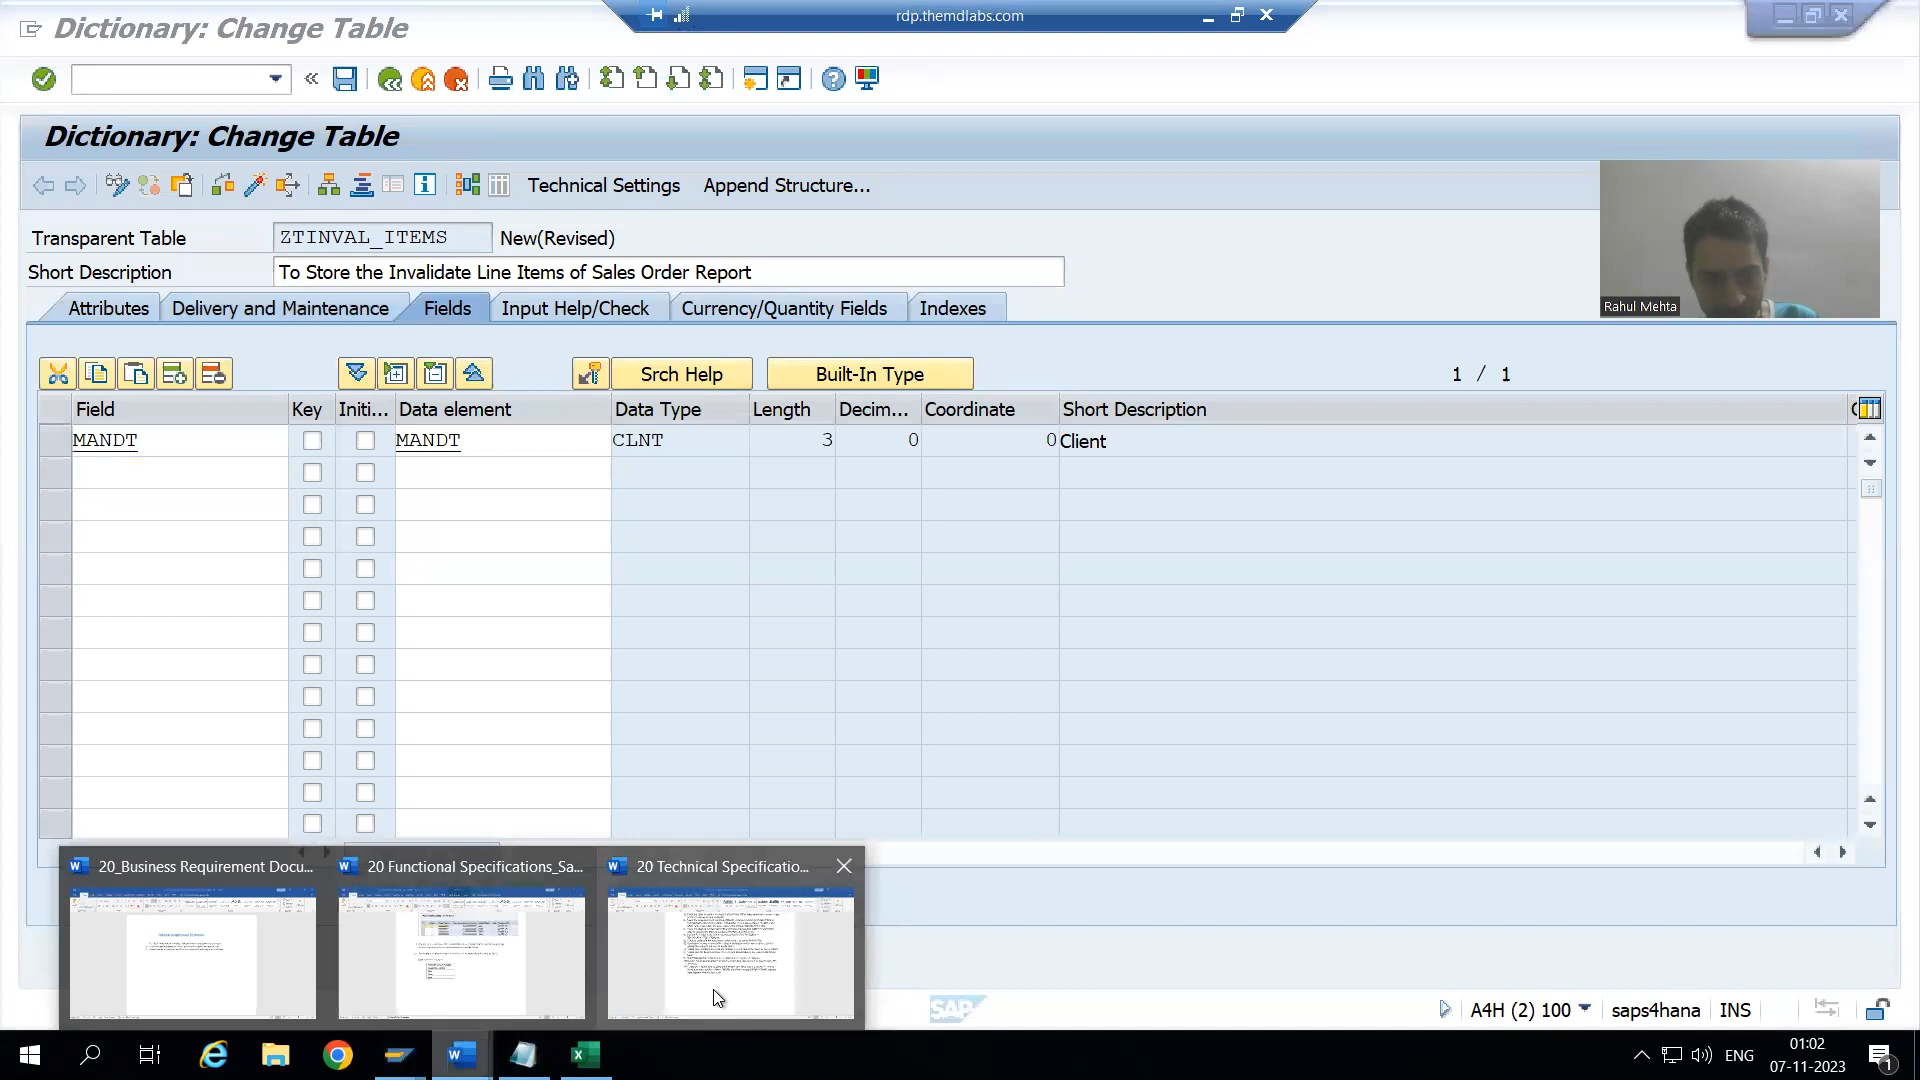 Dictionary: Change Table
rdp.themdlabs.com
Dictionary: Change Table
Technical Settings Append Structure...
Transparent Table ZTINVAL_ITEMS New(Revised)
Short Description To Store the Invalidate Line Items of Sales Order Report
Attributes Delivery and Maintenance Fields Input Help/Check Currency/Quantity Fields Indexes
Rahul Mehta
Srch Help Built-In Type 1 / 1
Field Key Initi... Data element Data Type Length Decim... Coordinate Short Description
MANDT MANDT CLNT 3 0 0 Client
20_Business Requirement Docu... 20 Functional Specifications_Sa... 20 Technical Specificatio...
SAP A4H (2) 100 saps4hana INS
ENG 01:02
07-11-2023
1